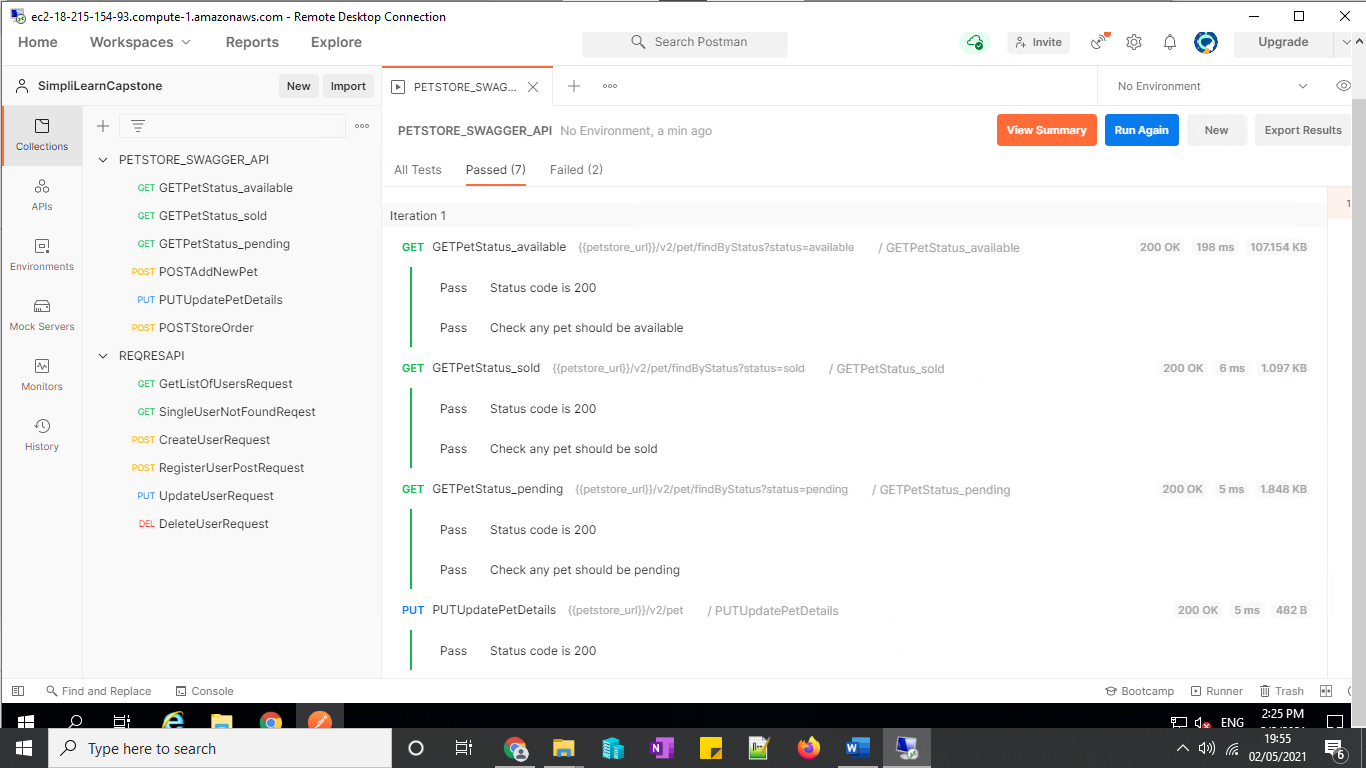 ec2-18-215-154-93.compute-1.amazonaws.com - Remote Desktop Connection
Home Workspaces Reports Explore Search Postman Invite Upgrade
SimpliLearnCapstone New Import PETSTORE_SWAG... No Environment
Collections
APIs
Environments
Mock Servers
Monitors
History
PETSTORE_SWAGGER_API
GET GETPetStatus_available
GET GETPetStatus_sold
GET GETPetStatus_pending
POST POSTAddNewPet
PUT PUTUpdatePetDetails
POST POSTStoreOrder
REQRESAPI
GET GetListOfUsersRequest
GET SingleUserNotFoundReqest
POST CreateUserRequest
POST RegisterUserPostRequest
PUT UpdateUserRequest
DEL DeleteUserRequest
PETSTORE_SWAGGER_API No Environment, a min ago View Summary Run Again New Export Results
All Tests Passed (7) Failed (2)
1
Iteration 1
GET GETPetStatus_available {{petstore_url}}/v2/pet/findByStatus?status=available / GETPetStatus_available 200 OK 198 ms 107.154 KB
Pass Status code is 200
Pass Check any pet should be available
GET GETPetStatus_sold {{petstore_url}}/v2/pet/findByStatus?status=sold / GETPetStatus_sold 200 OK 6 ms 1.097 KB
Pass Status code is 200
Pass Check any pet should be sold
GET GETPetStatus_pending {{petstore_url}}/v2/pet/findByStatus?status=pending / GETPetStatus_pending 200 OK 5 ms 1.848 KB
Pass Status code is 200
Pass Check any pet should be pending
PUT PUTUpdatePetDetails {{petstore_url}}/v2/pet / PUTUpdatePetDetails 200 OK 5 ms 482 B
Pass Status code is 200
Find and Replace Console Bootcamp Runner Trash
ENG 2:25 PM
Type here to search
19:55
02/05/2021
6